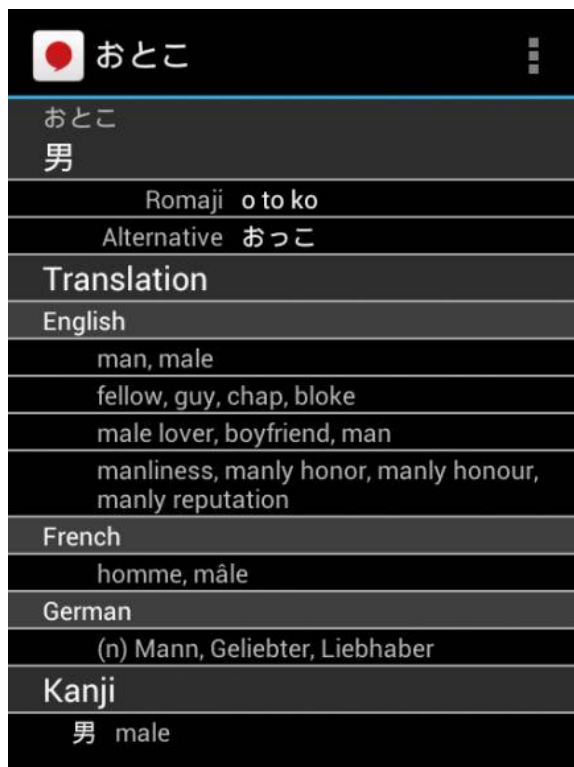 おとこ
おとこ
男
Romaji o to ko
Alternative おっこ
Translation
English
man, male
fellow, guy, chap, bloke
male lover, boyfriend, man
manliness, manly honor, manly honour,
manly reputation
French
homme, mâle
German
(n) Mann, Geliebter, Liebhaber
Kanji
男 male